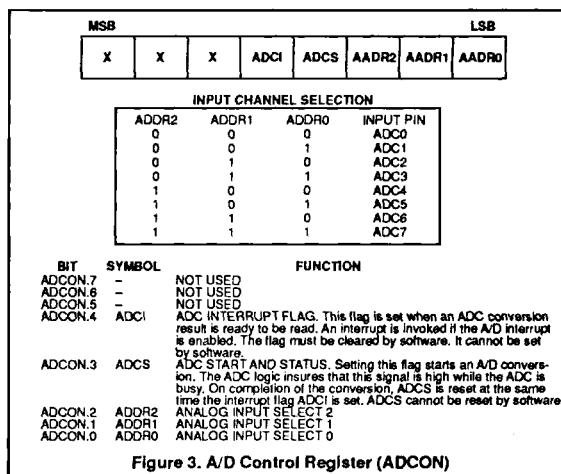 MSB LSB
X X X ADCI ADCS AADR2 AADR1 AADR0
INPUT CHANNEL SELECTION
ADDR2 ADDR1 ADDR0 INPUT PIN
0 0 0 ADC0
0 0 1 ADC1
0 1 0 ADC2
0 1 1 ADC3
1 0 0 ADC4
1 0 1 ADC5
1 1 0 ADC6
1 1 1 ADC7
BIT SYMBOL FUNCTION
ADCON.7 – NOT USED
ADCON.6 – NOT USED
ADCON.5 – NOT USED
ADCON.4 ADCI ADC INTERRUPT FLAG. This flag is set when an ADC conversion
result is ready to be read. An interrupt is invoked if the A/D interrupt
is enabled. The flag must be cleared by software. It cannot be set
by software.
ADCON.3 ADCS ADC START AND STATUS. Setting this flag starts an A/D conver-
sion. The ADC logic insures that this signal is high while the ADC is
busy. On completion of the conversion, ADCS is reset at the same
time the interrupt flag ADCI is set. ADCS cannot be reset by software
ADCON.2 ADDR2 ANALOG INPUT SELECT 2
ADCON.1 ADDR1 ANALOG INPUT SELECT 1
ADCON.0 ADDR0 ANALOG INPUT SELECT 0
Figure 3. A/D Control Register (ADCON)